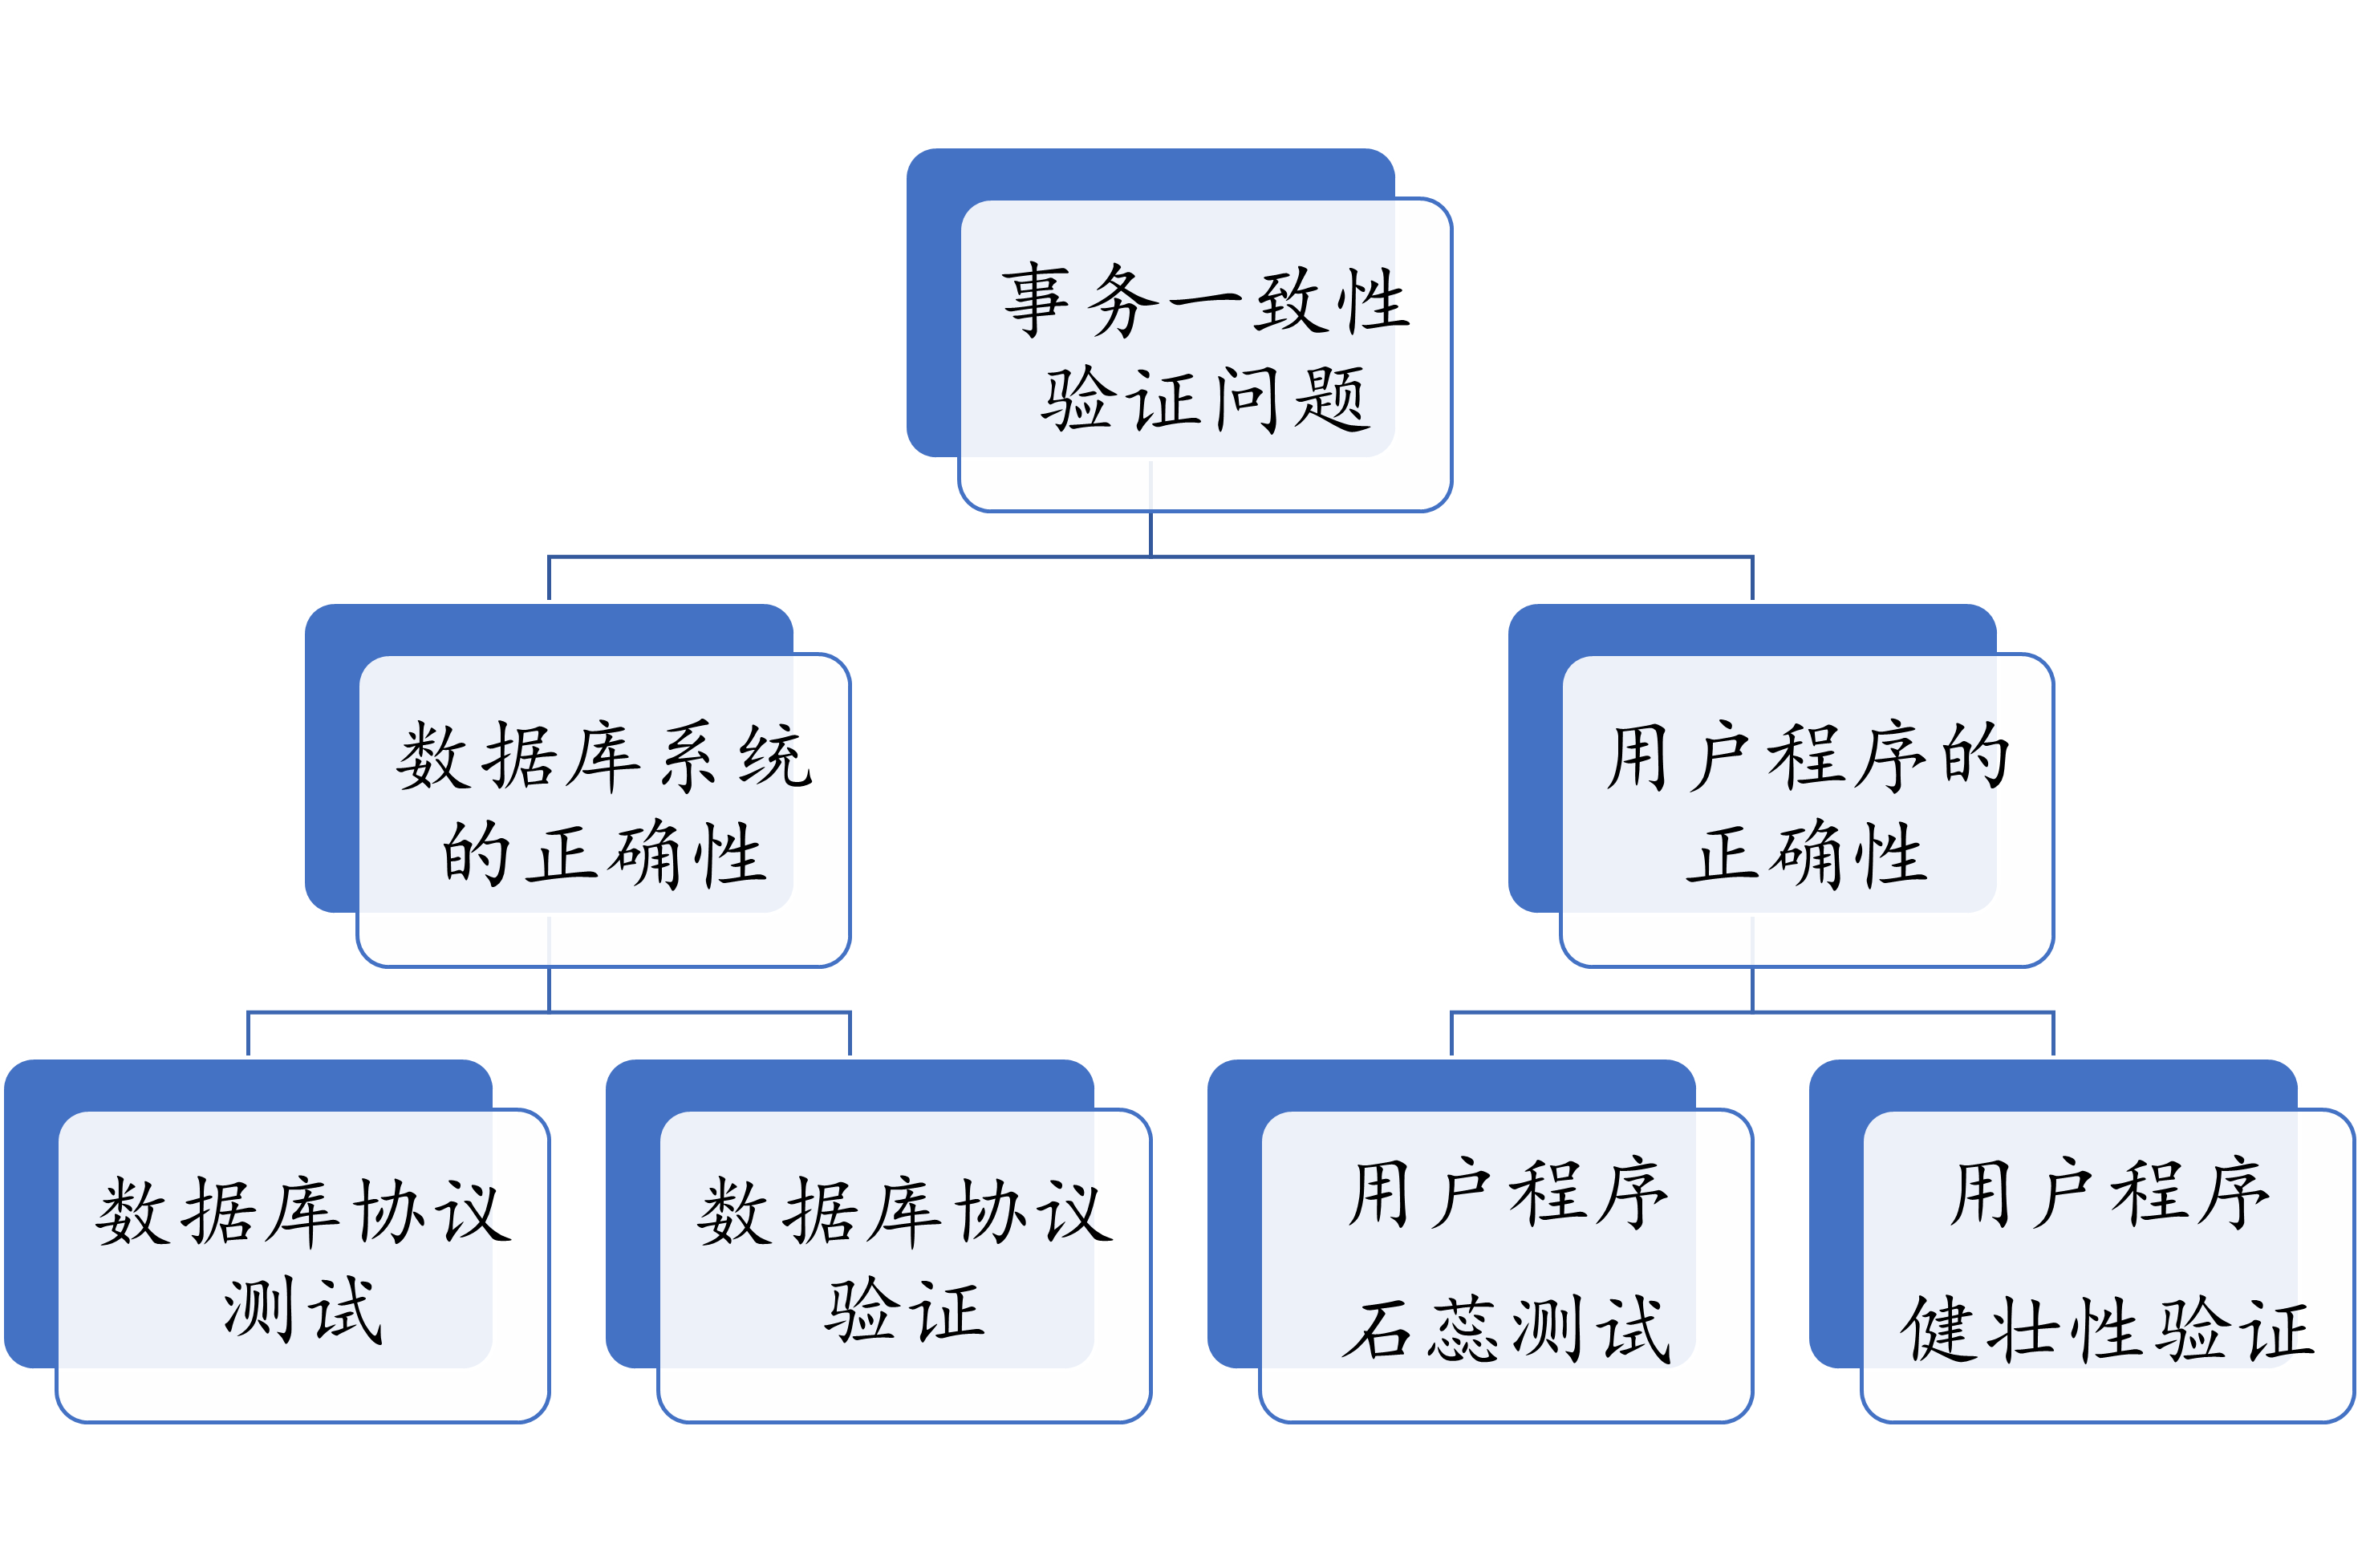 事务一致性
验证问题
数据库系统
的正确性
用户程序的
正确性
数据库协议
测试
数据库协议
验证
用户程序
石蕊测试
用户程序
健壮性验证